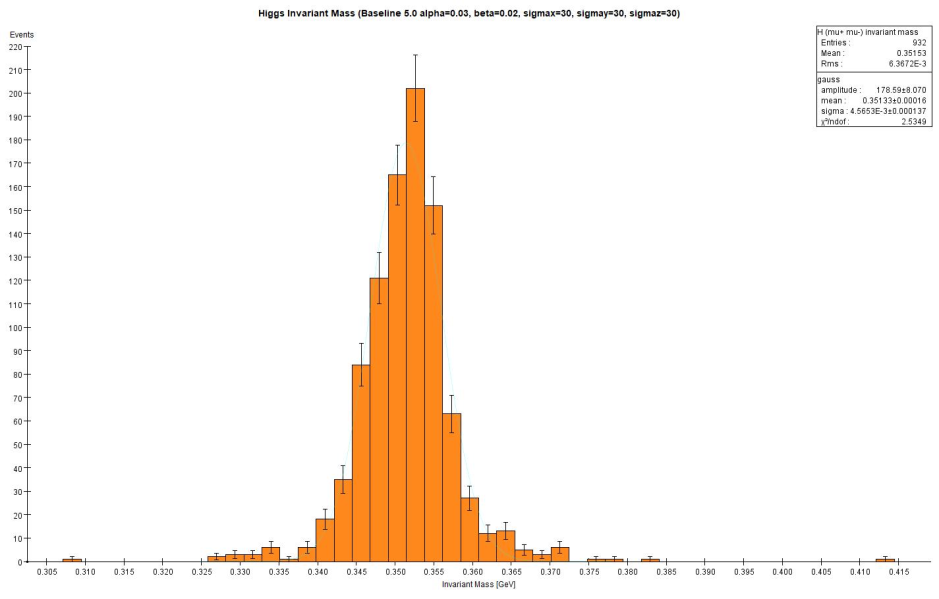 Higgs Invariant Mass (Baseline 5.0 alpha=0.03, beta=0.02, sigmax=30, sigmay=30, sigmaz=30)
Events
H (mu+ mu-) invariant mass
Entries : 932
Mean : 0.35153
Rms : 6.3672E-3
gauss
amplitude : 178.59±8.070
mean : 0.35133±0.00016
sigma : 4.5653E-3±0.000137
χ²/ndof : 2.5349
220
210
200
190
180
170
160
150
140
130
120
110
100
90
80
70
60
50
40
30
20
10
0
0.305 0.310 0.315 0.320 0.325 0.330 0.335 0.340 0.345 0.350 0.355 0.360 0.365 0.370 0.375 0.380 0.385 0.390 0.395 0.400 0.405 0.410 0.415
Invariant Mass [GeV]